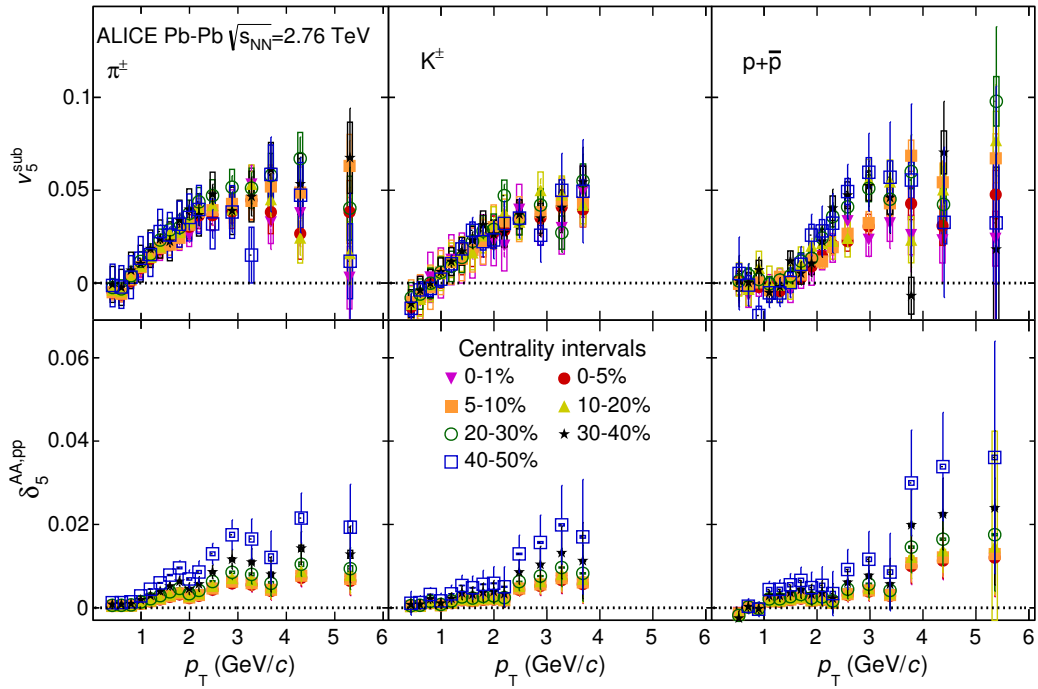 ALICE Pb-Pb √sNN=2.76 TeV
π±
K±
p+p̅
0.1
0.05
0
v5sub
Centrality intervals
0-1%
0-5%
5-10%
10-20%
20-30%
30-40%
40-50%
0.06
0.04
0.02
0
δ5AA,pp
1 2 3 4 5 6
1 2 3 4 5 6
1 2 3 4 5 6
pT (GeV/c)
pT (GeV/c)
pT (GeV/c)